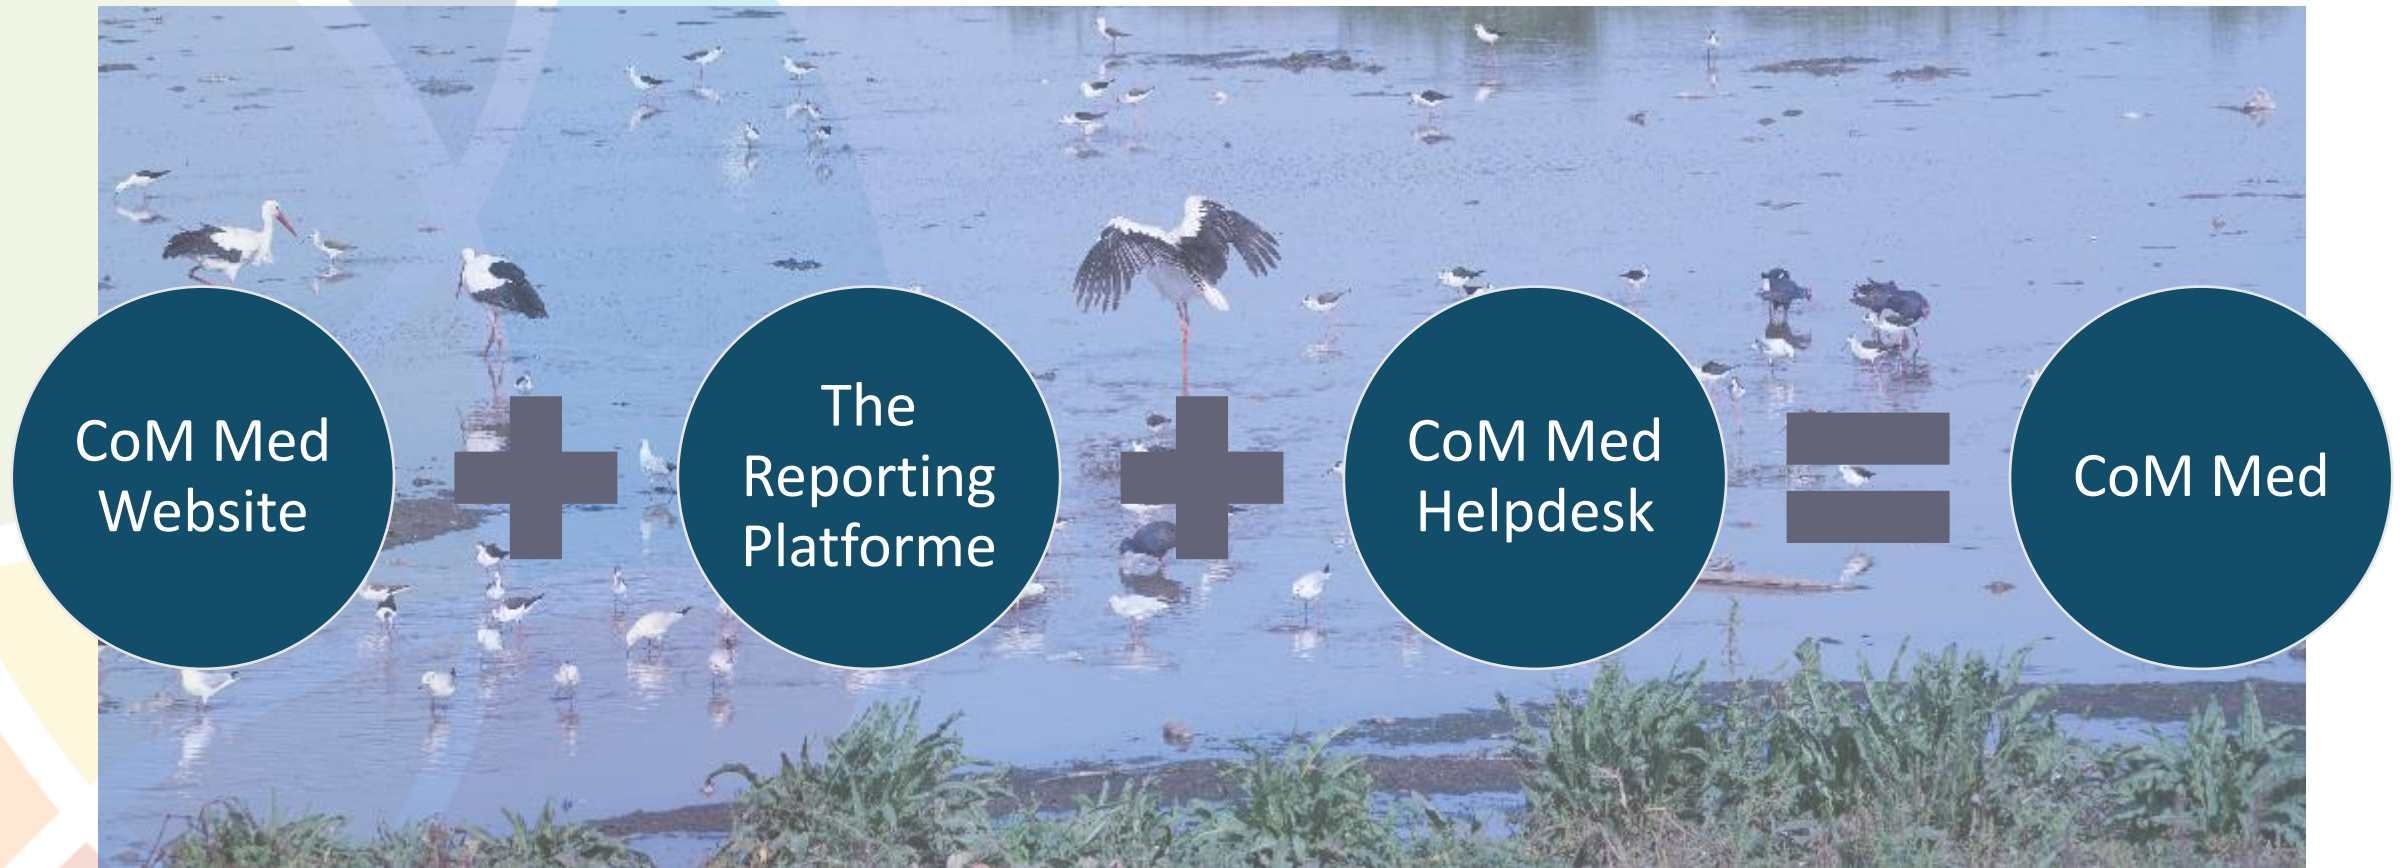 CoM Med
Website
The
Reporting
Platforme
CoM Med
Helpdesk
CoM Med